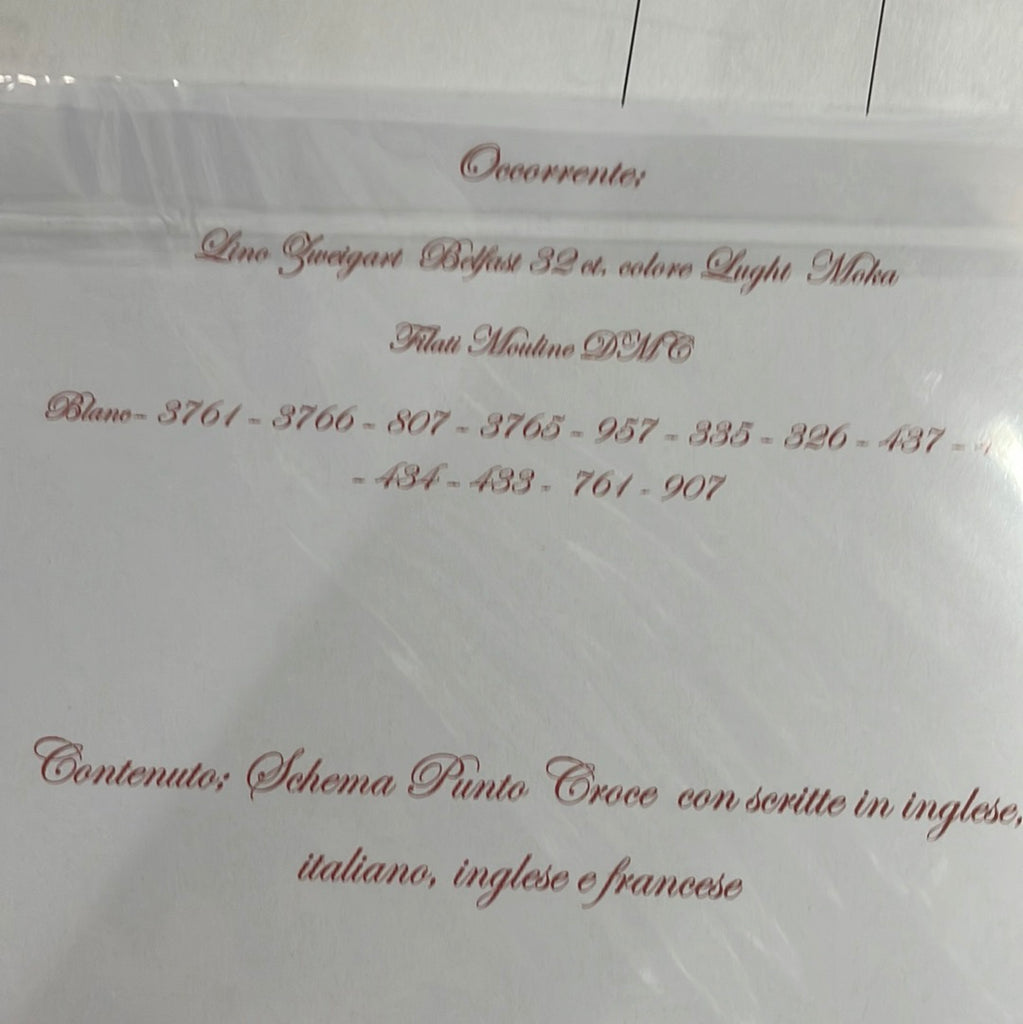 Occorrente:
Lino Zweigart Belfast 32 ct. colore Lught Moka
Filati Mouline DMC
Blanc - 3761 - 3766 - 807 - 3765 - 957 - 335 - 326 - 437 -
- 434 - 433 - 761 - 907
Contenuto: Schema Punto Croce con scritte in inglese,
italiano, inglese e francese